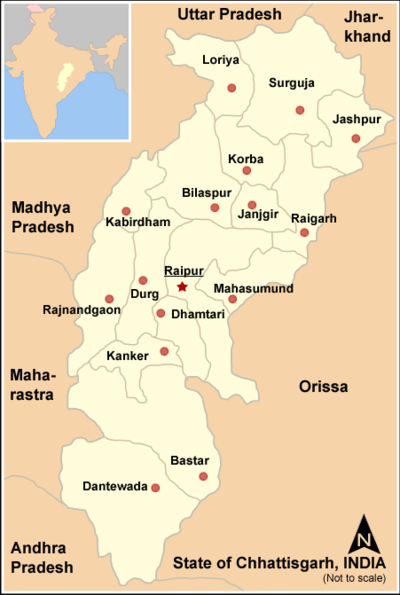 Uttar Pradesh
Jhar-
khand
Loriya
Surguja
Jashpur
Korba
Bilaspur
Janjgir
Madhya
Pradesh
Kabirdham
Raigarh
Raipur
Durg
Mahasumund
Rajnandgaon
Dhamtari
Kanker
Maha-
rastra
Orissa
Bastar
Dantewada
Andhra
Pradesh
N
State of Chhattisgarh, INDIA
(Not to scale)